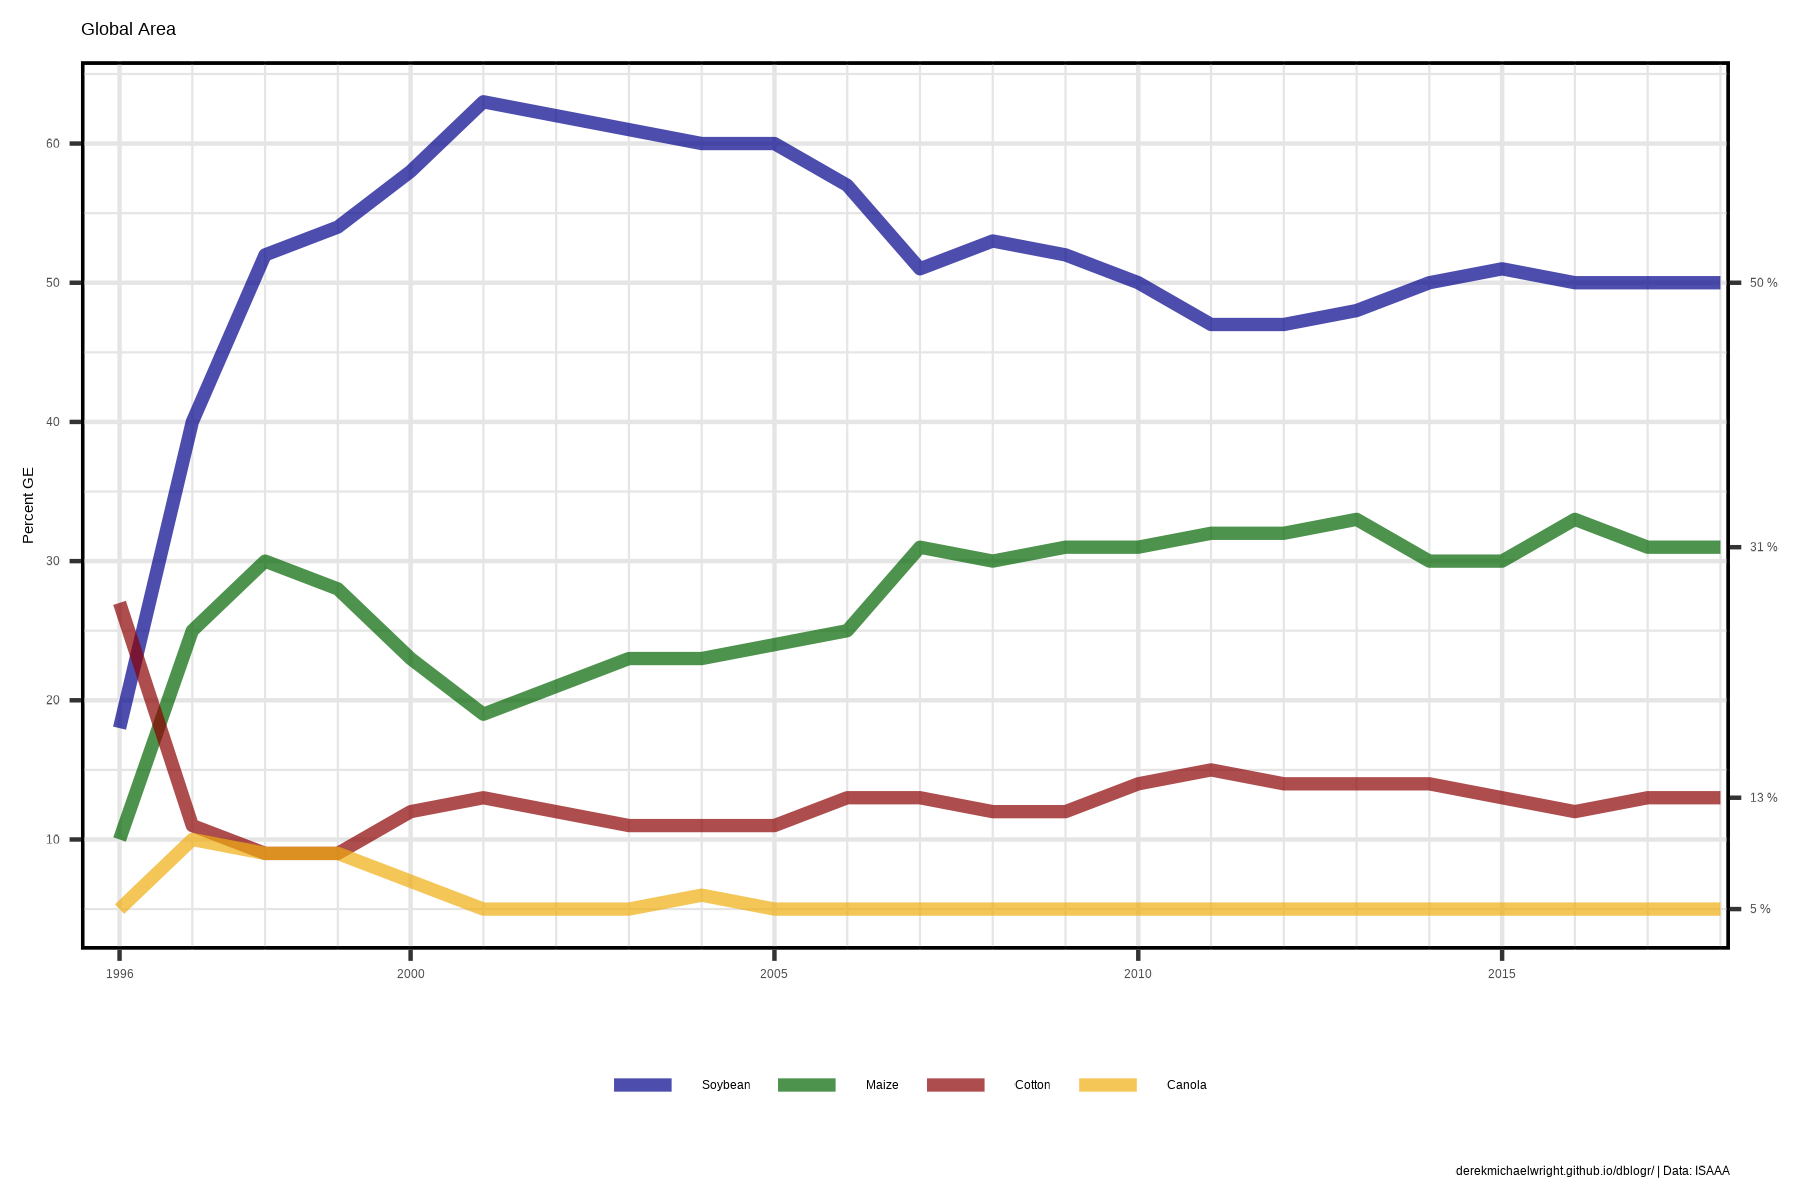 Global Area
Percent GE
60
50
40
30
20
10
50 %
31 %
13 %
5 %
1996 2000 2005 2010 2015
Soybean Maize Cotton Canola
derekmichaelwright.github.io/dblogr/ | Data: ISAAA